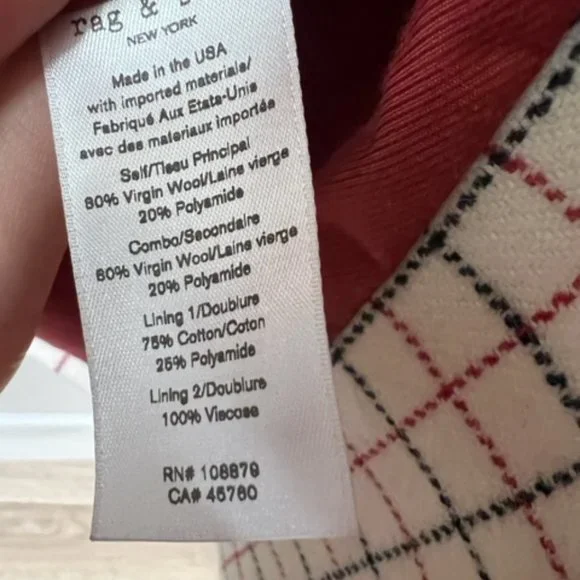 rag &
NEW YORK
Made in the USA
with imported materials/
Fabriqué Aux Etats-Unis
avec des materiaux importés
Self/Tissu Principal
80% Virgin Wool/Laine vierge
20% Polyamide
Combo/Secondaire
80% Virgin Wool/Laine vierge
20% Polyamide
Lining 1/Doublure
75% Cotton/Coton
25% Polyamide
Lining 2/Doublure
100% Viscose
RN# 108879
CA# 45760